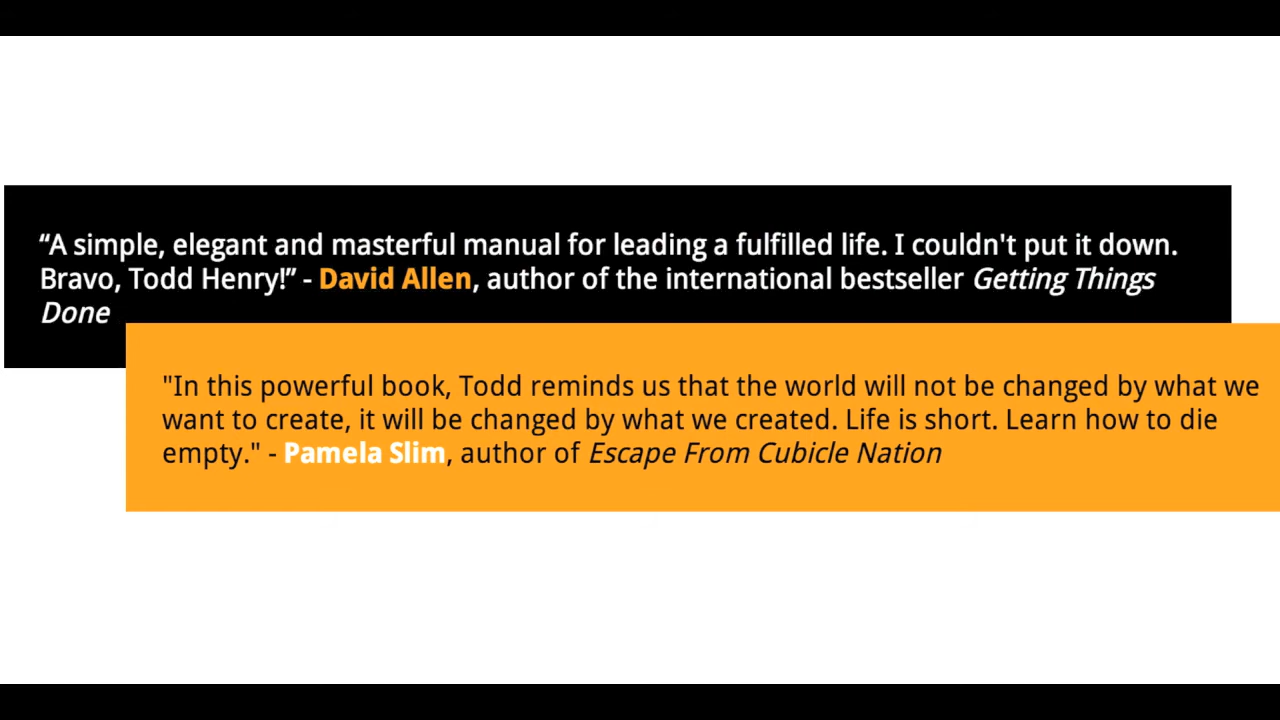 “A simple, elegant and masterful manual for leading a fulfilled life. I couldn't put it down.
Bravo, Todd Henry!” - David Allen, author of the international bestseller Getting Things
Done
"In this powerful book, Todd reminds us that the world will not be changed by what we
want to create, it will be changed by what we created. Life is short. Learn how to die
empty." - Pamela Slim, author of Escape From Cubicle Nation